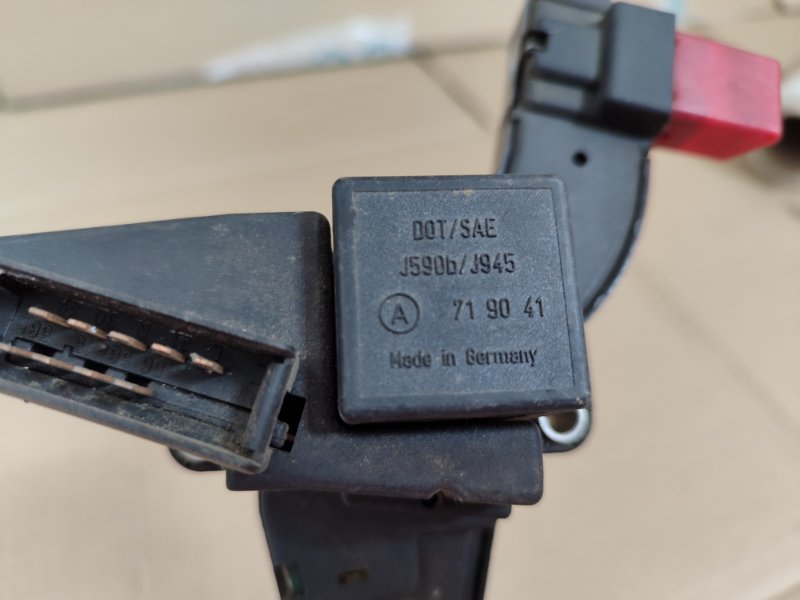 DOT/SAE
J590b/J945
A 71 90 41
Made in Germany